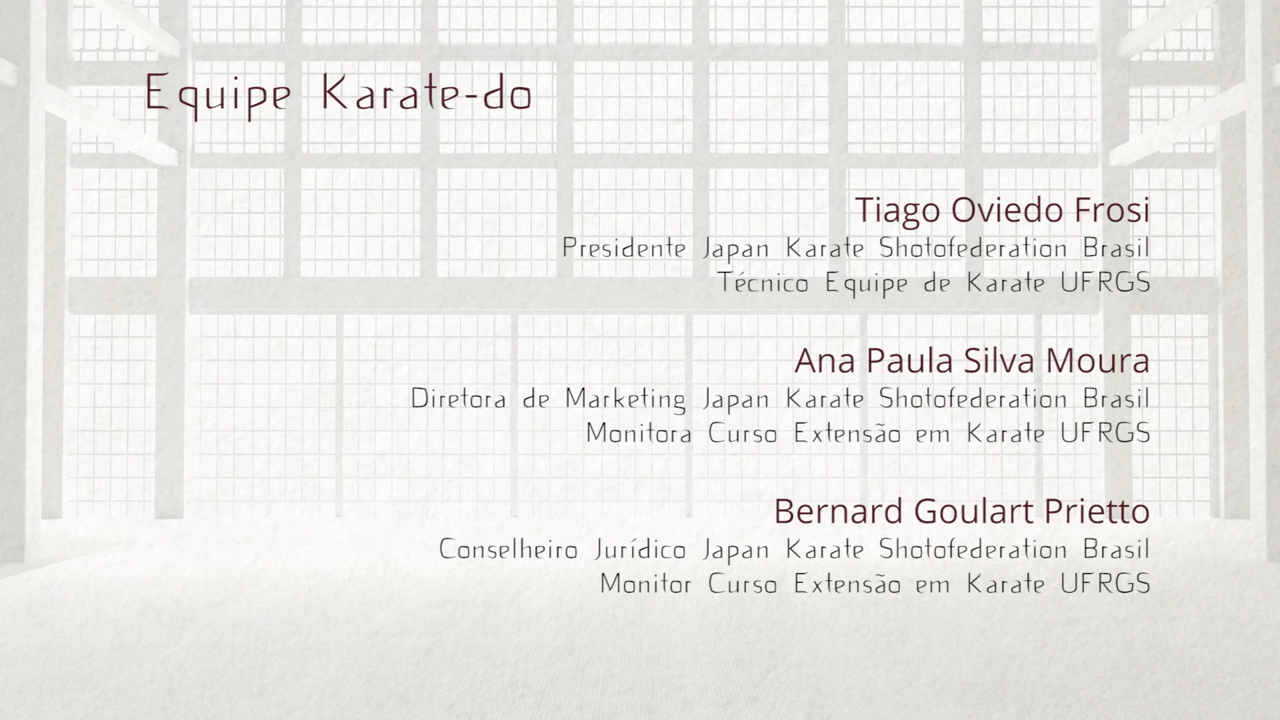 Equipe Karate-do
Tiago Oviedo Frosi
Presidente Japan Karate Shotofederation Brasil
Técnico Equipe de Karate UFRGS
Ana Paula Silva Moura
Diretora de Marketing Japan Karate Shotofederation Brasil
Monitora Curso Extensão em Karate UFRGS
Bernard Goulart Prietto
Conselheiro Jurídico Japan Karate Shotofederation Brasil
Monitor Curso Extensão em Karate UFRGS